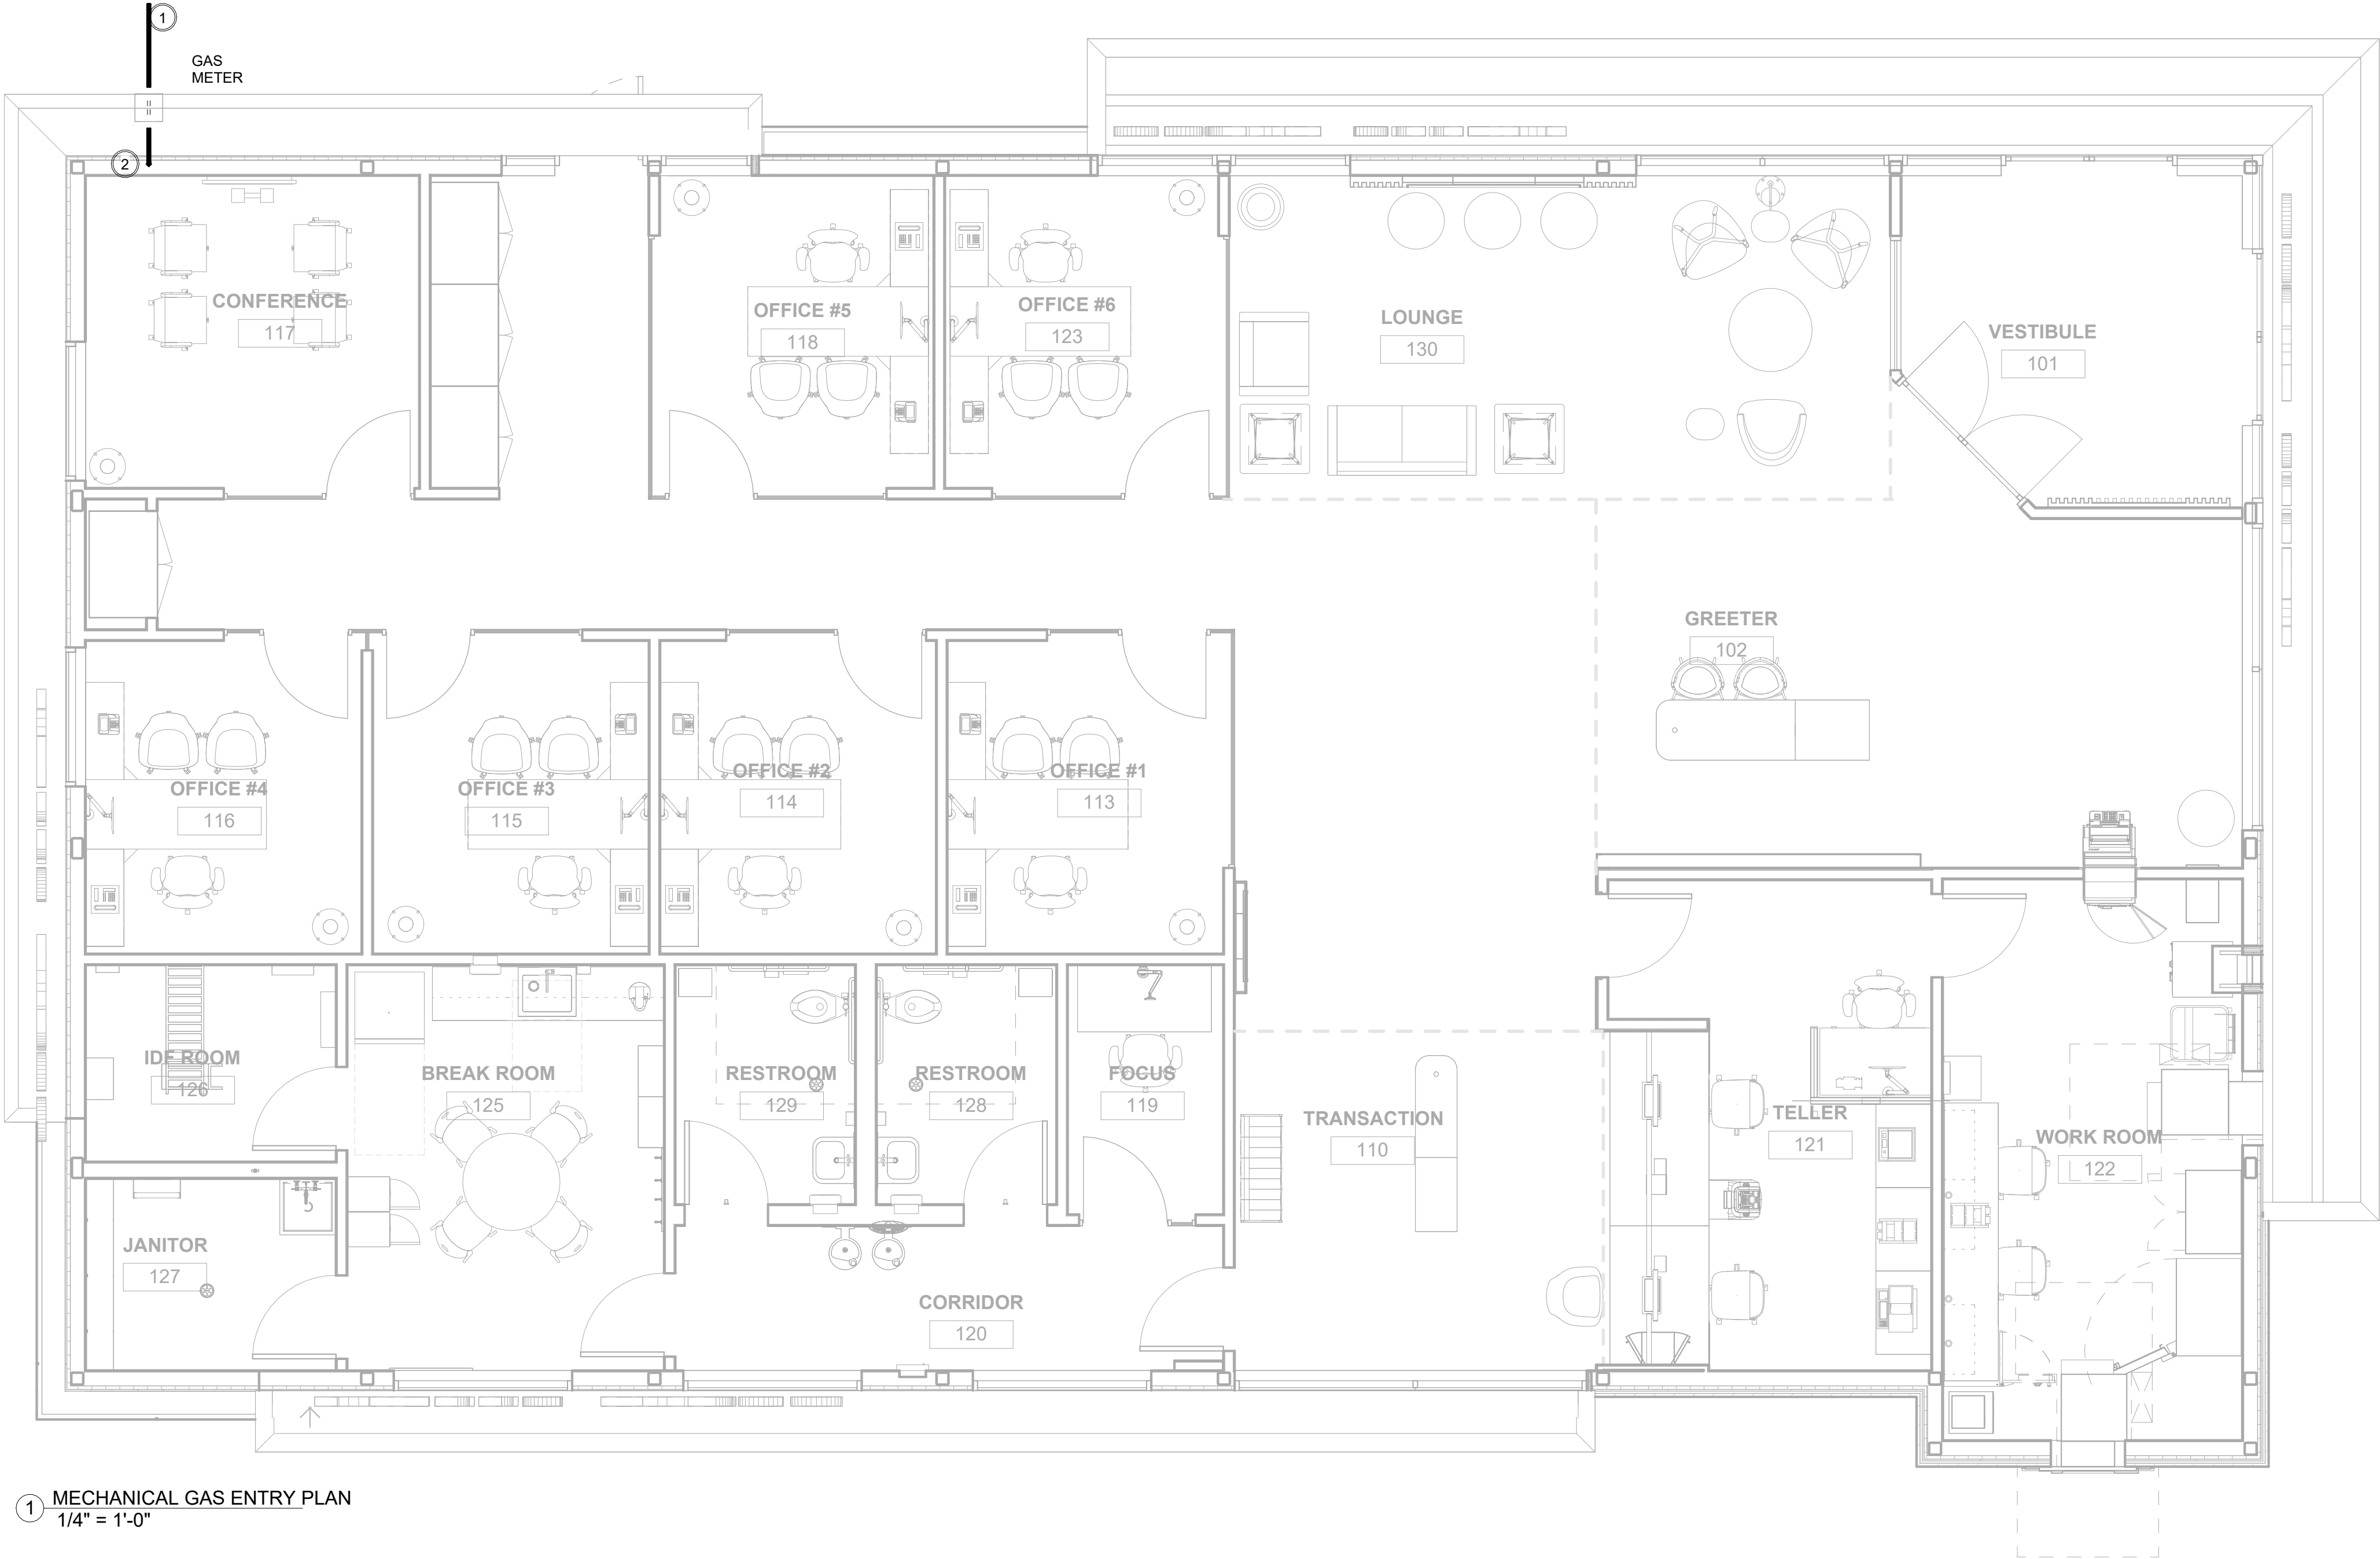 1
GAS
METER
2
CONFERENCE
117
OFFICE #5
118
OFFICE #6
123
LOUNGE
130
VESTIBULE
101
GREETER
102
OFFICE #4
116
OFFICE #3
115
OFFICE #2
114
OFFICE #1
113
IDF ROOM
126
BREAK ROOM
125
RESTROOM
129
RESTROOM
128
FOCUS
119
TRANSACTION
110
TELLER
121
WORK ROOM
122
JANITOR
127
CORRIDOR
120
1 MECHANICAL GAS ENTRY PLAN
1/4" = 1'-0"